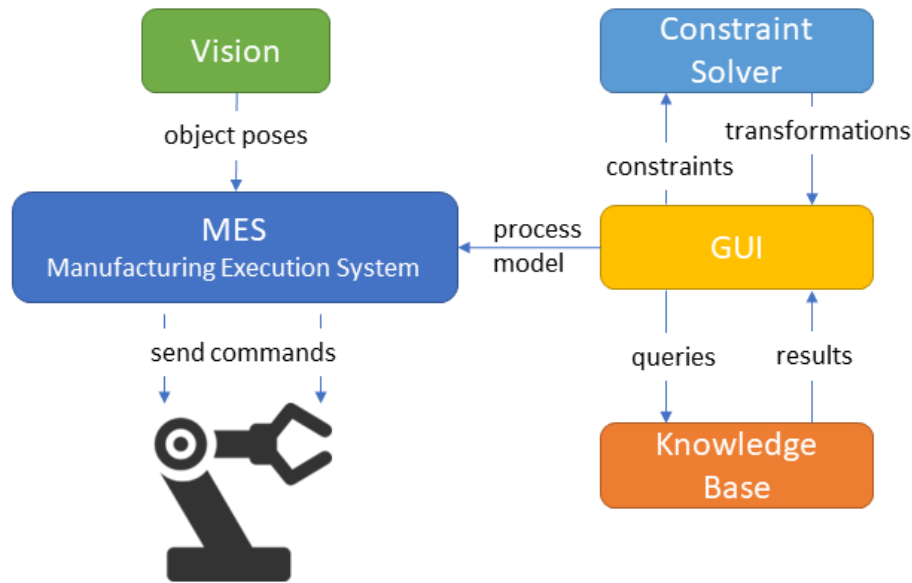 Vision
Constraint
Solver
object poses
transformations
constraints
MES
Manufacturing Execution System
process
model
GUI
send commands
queries
results
Knowledge
Base